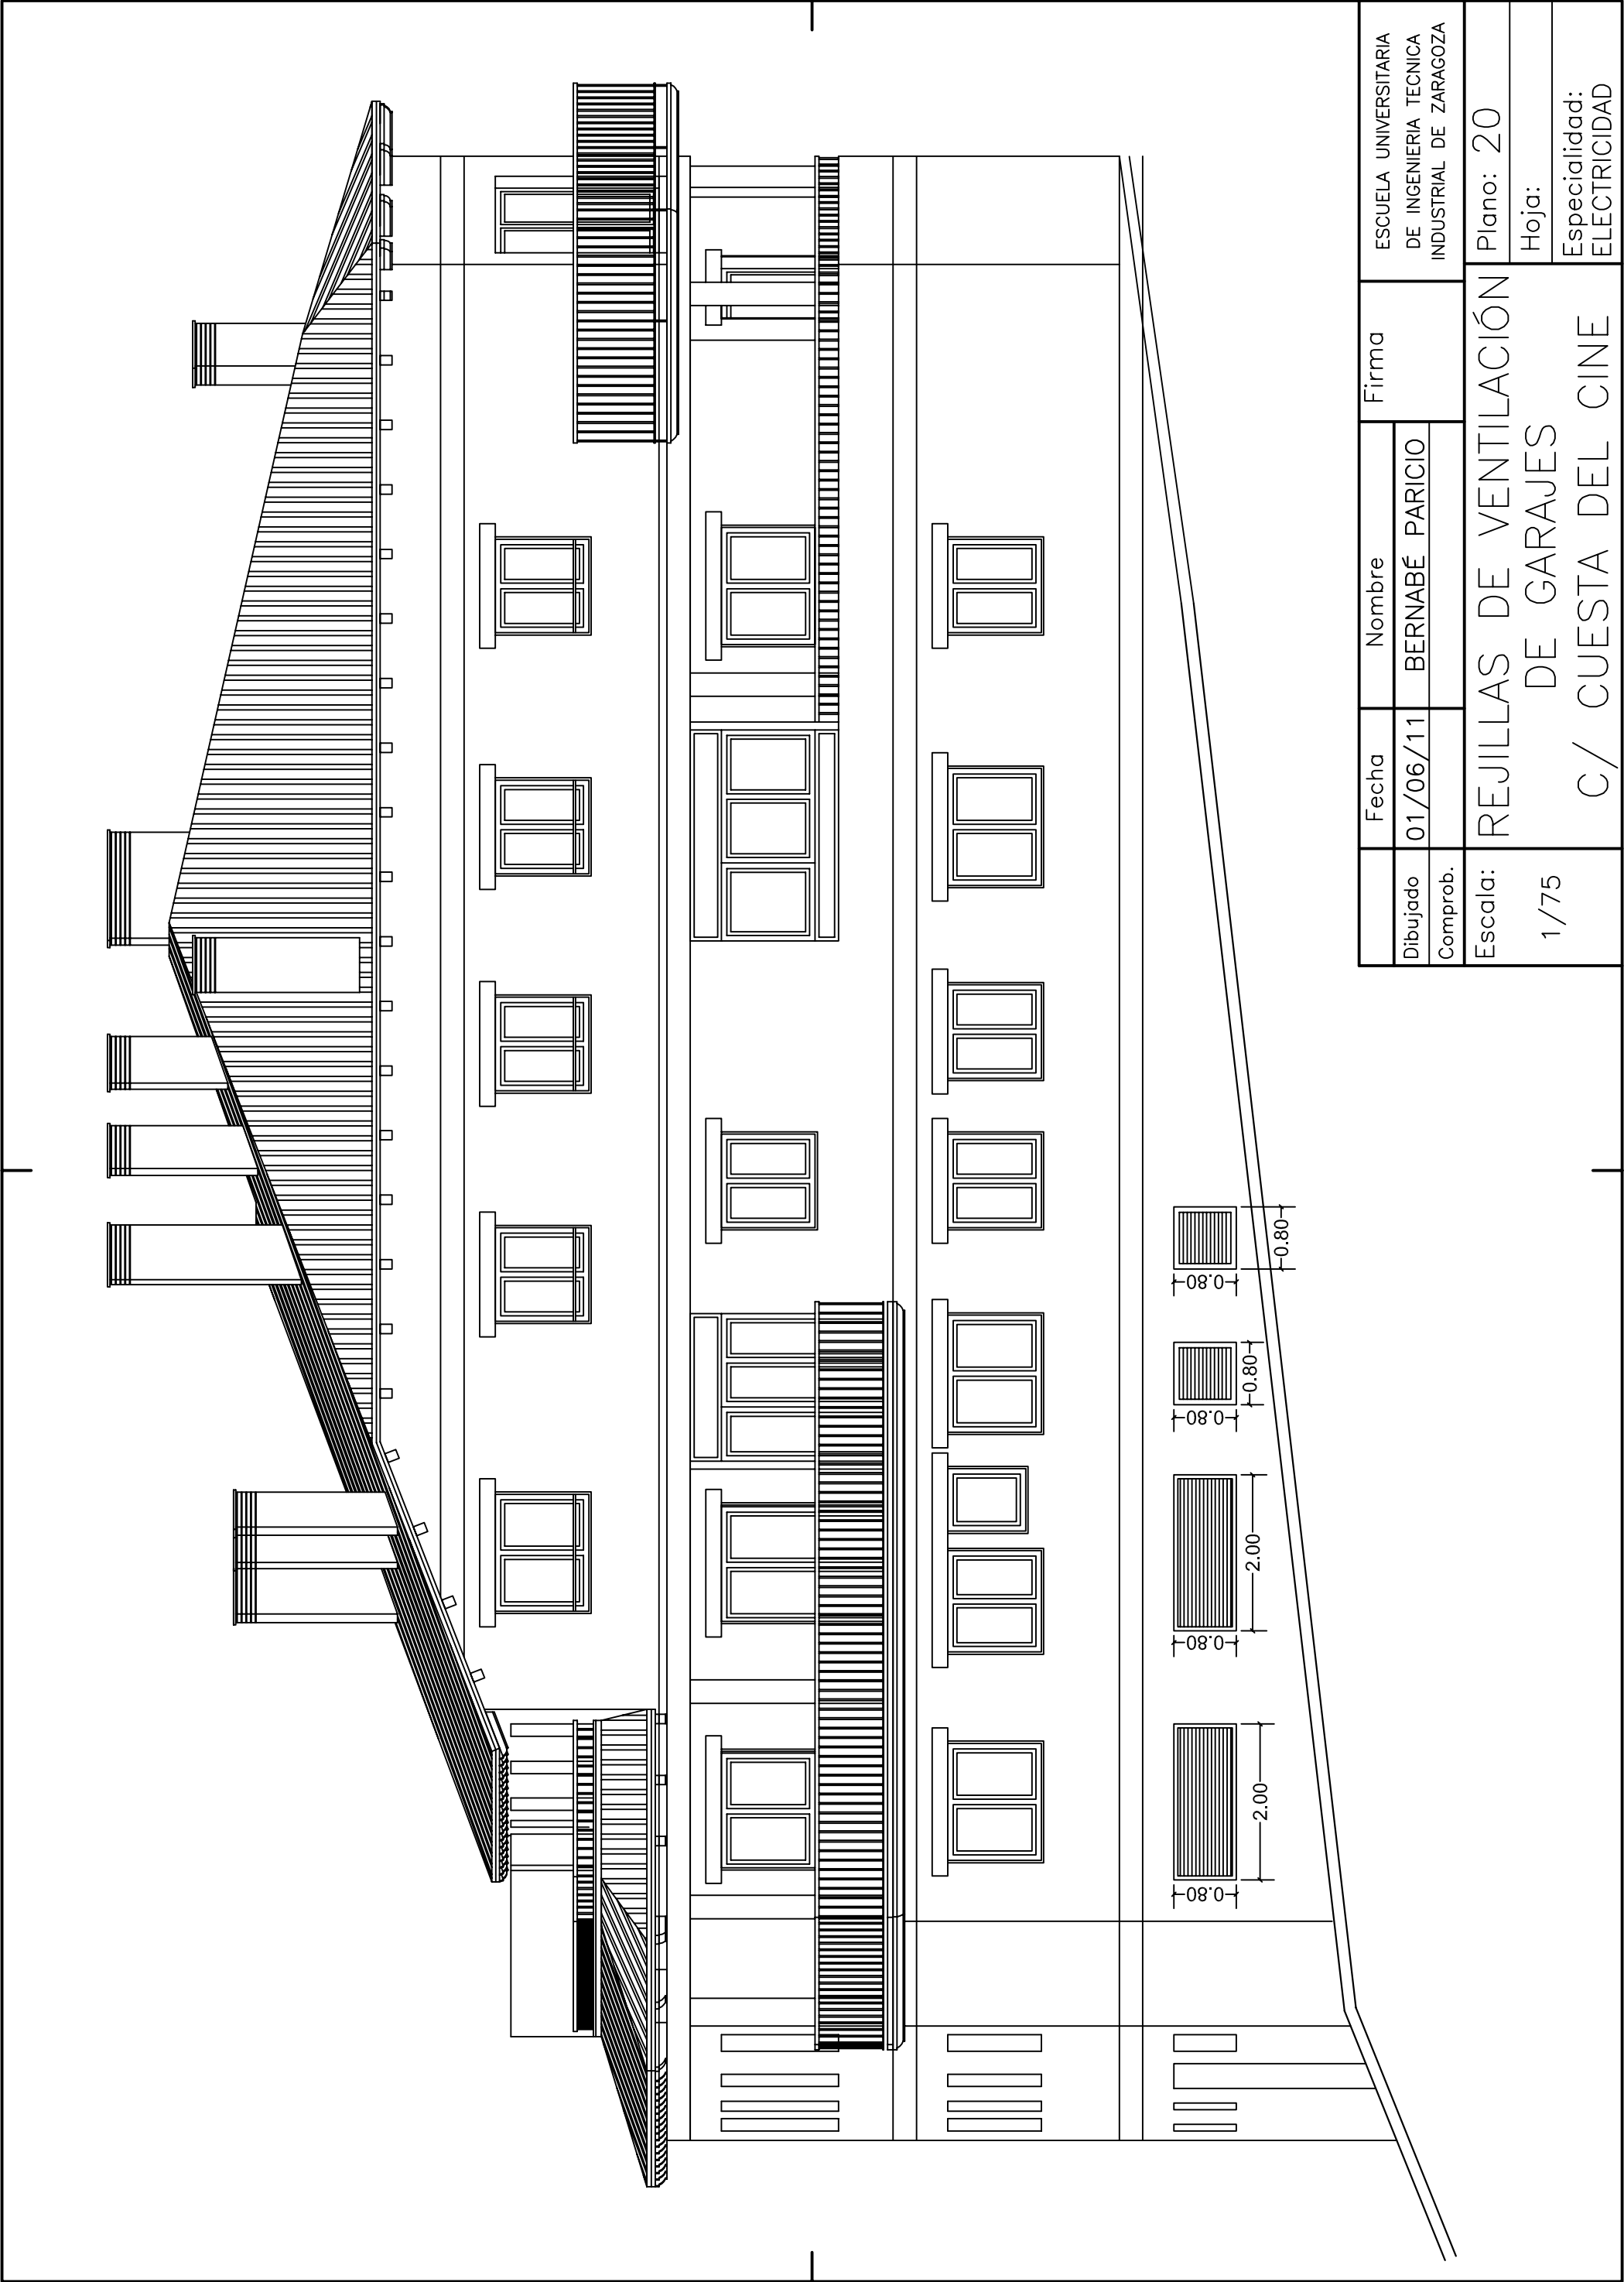 2.00
0.80
2.00
0.80
0.80
0.80
0.80
0.80
Fecha
Nombre
Firma
ESCUELA UNIVERSITARIA
DE INGENIERIA TECNICA
INDUSTRIAL DE ZARAGOZA
Dibujado
01/06/11
BERNABÉ PARICIO
Comprob.
Escala:
1/75
REJILLAS DE VENTILACIÓN
DE GARAJES
C/ CUESTA DEL CINE
Plano: 20
Hoja:
Especialidad:
ELECTRICIDAD